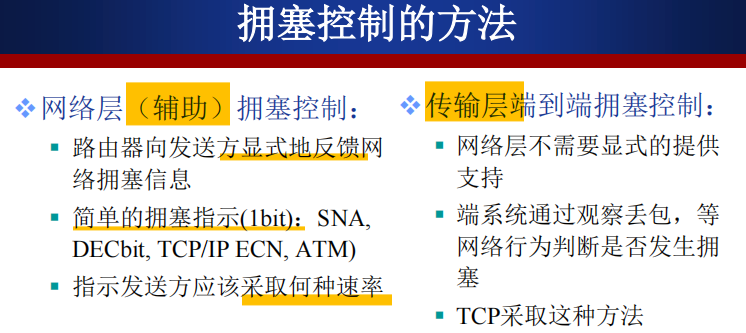 拥塞控制的方法
网络层（辅助）拥塞控制：
路由器向发送方显式地反馈网
络拥塞信息
简单的拥塞指示(1bit)：SNA,
DECbit, TCP/IP ECN, ATM)
指示发送方应该采取何种速率
传输层端到端拥塞控制：
网络层不需要显式的提供
支持
端系统通过观察丢包，等
网络行为判断是否发生拥
塞
TCP采取这种方法